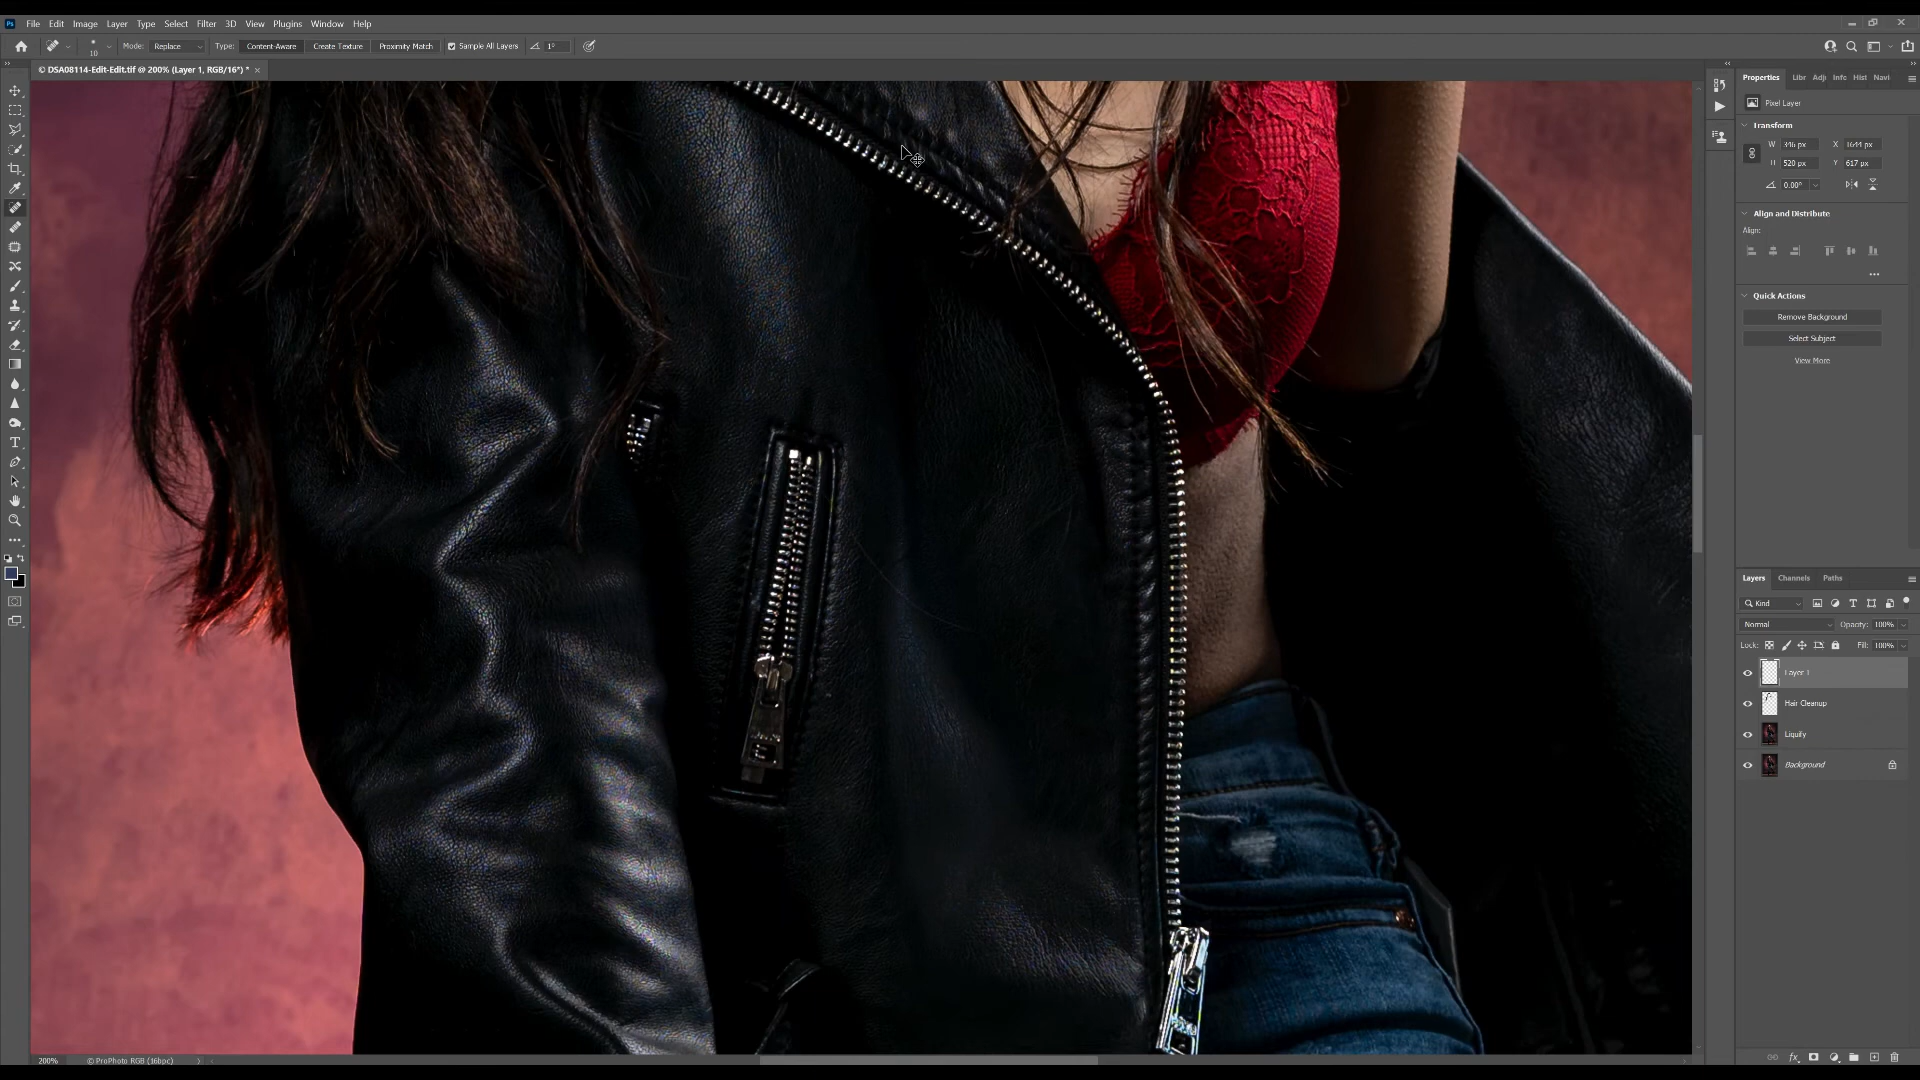 Ps File Edit Image Layer Type Select Filter 3D View Plugins Window Help
10 Mode: Replace Type: Content-Aware Create Texture Proximity Match Sample All Layers 1°
© DSA08114-Edit-Edit.tif @ 200% (Layer 1, RGB/16*) * ×
Properties Libr Adj Info Hist Navi
Pixel Layer
Transform
W 346 px X 1644 px
H 520 px Y 617 px
0.00°
Align and Distribute
Align:
Quick Actions
Remove Background
Select Subject
View More
Layers Channels Paths
Kind
Normal Opacity: 100%
Lock: Fill: 100%
Layer 1
Hair Cleanup
Liquify
Background
200% © ProPhoto RGB (16bpc)